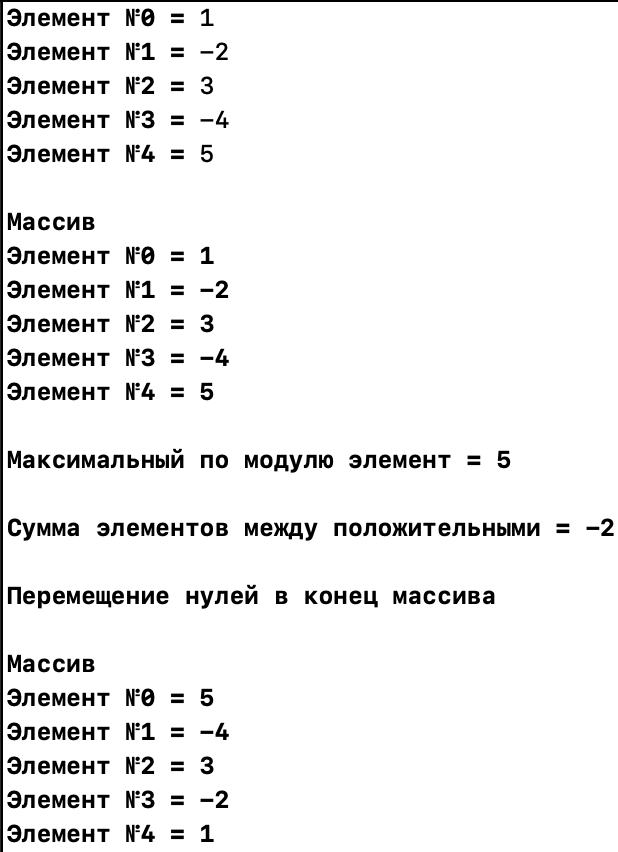 Элемент №0 = 1
Элемент №1 = -2
Элемент №2 = 3
Элемент №3 = -4
Элемент №4 = 5
Массив
Элемент №0 = 1
Элемент №1 = -2
Элемент №2 = 3
Элемент №3 = -4
Элемент №4 = 5
Максимальный по модулю элемент = 5
Сумма элементов между положительными = -2
Перемещение нулей в конец массива
Массив
Элемент №0 = 5
Элемент №1 = -4
Элемент №2 = 3
Элемент №3 = -2
Элемент №4 = 1